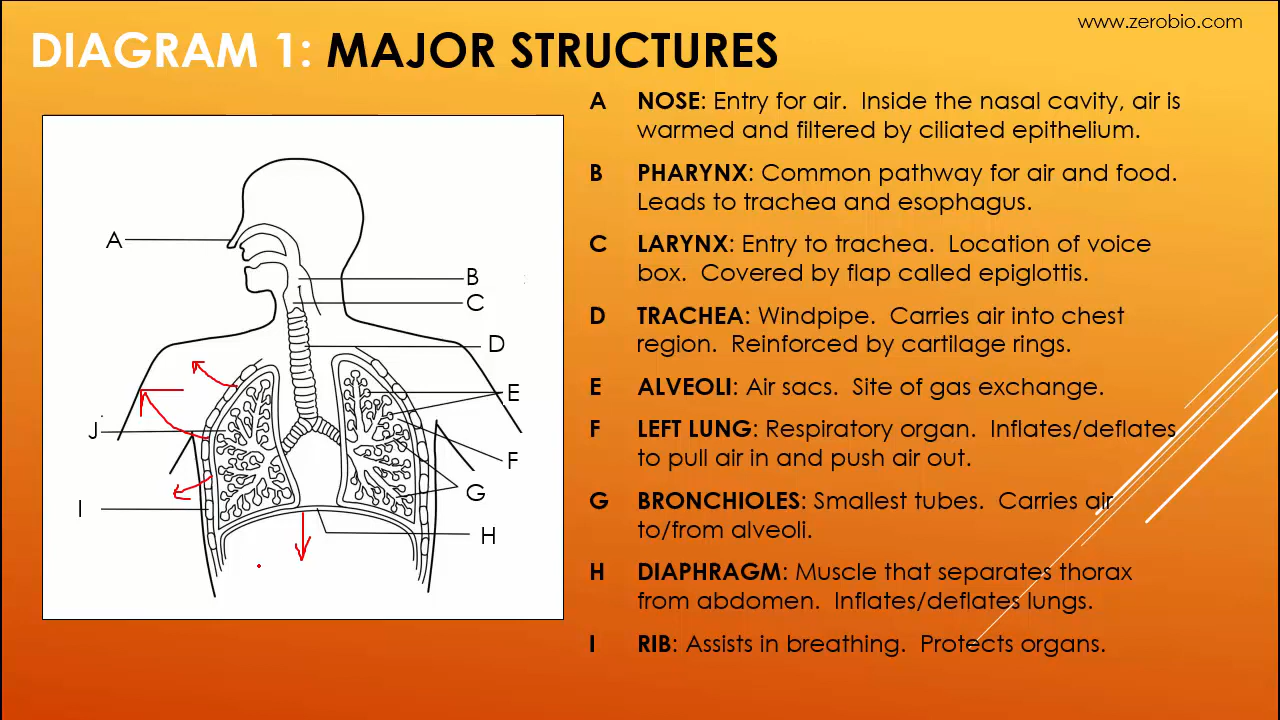 www.zerobio.com
DIAGRAM 1: MAJOR STRUCTURES
A NOSE: Entry for air. Inside the nasal cavity, air is
warmed and filtered by ciliated epithelium.
B PHARYNX: Common pathway for air and food.
Leads to trachea and esophagus.
C LARYNX: Entry to trachea. Location of voice
box. Covered by flap called epiglottis.
D TRACHEA: Windpipe. Carries air into chest
region. Reinforced by cartilage rings.
E ALVEOLI: Air sacs. Site of gas exchange.
F LEFT LUNG: Respiratory organ. Inflates/deflates
to pull air in and push air out.
G BRONCHIOLES: Smallest tubes. Carries air
to/from alveoli.
H DIAPHRAGM: Muscle that separates thorax
from abdomen. Inflates/deflates lungs.
I RIB: Assists in breathing. Protects organs.
A
B
C
D
E
J
F
G
I
H